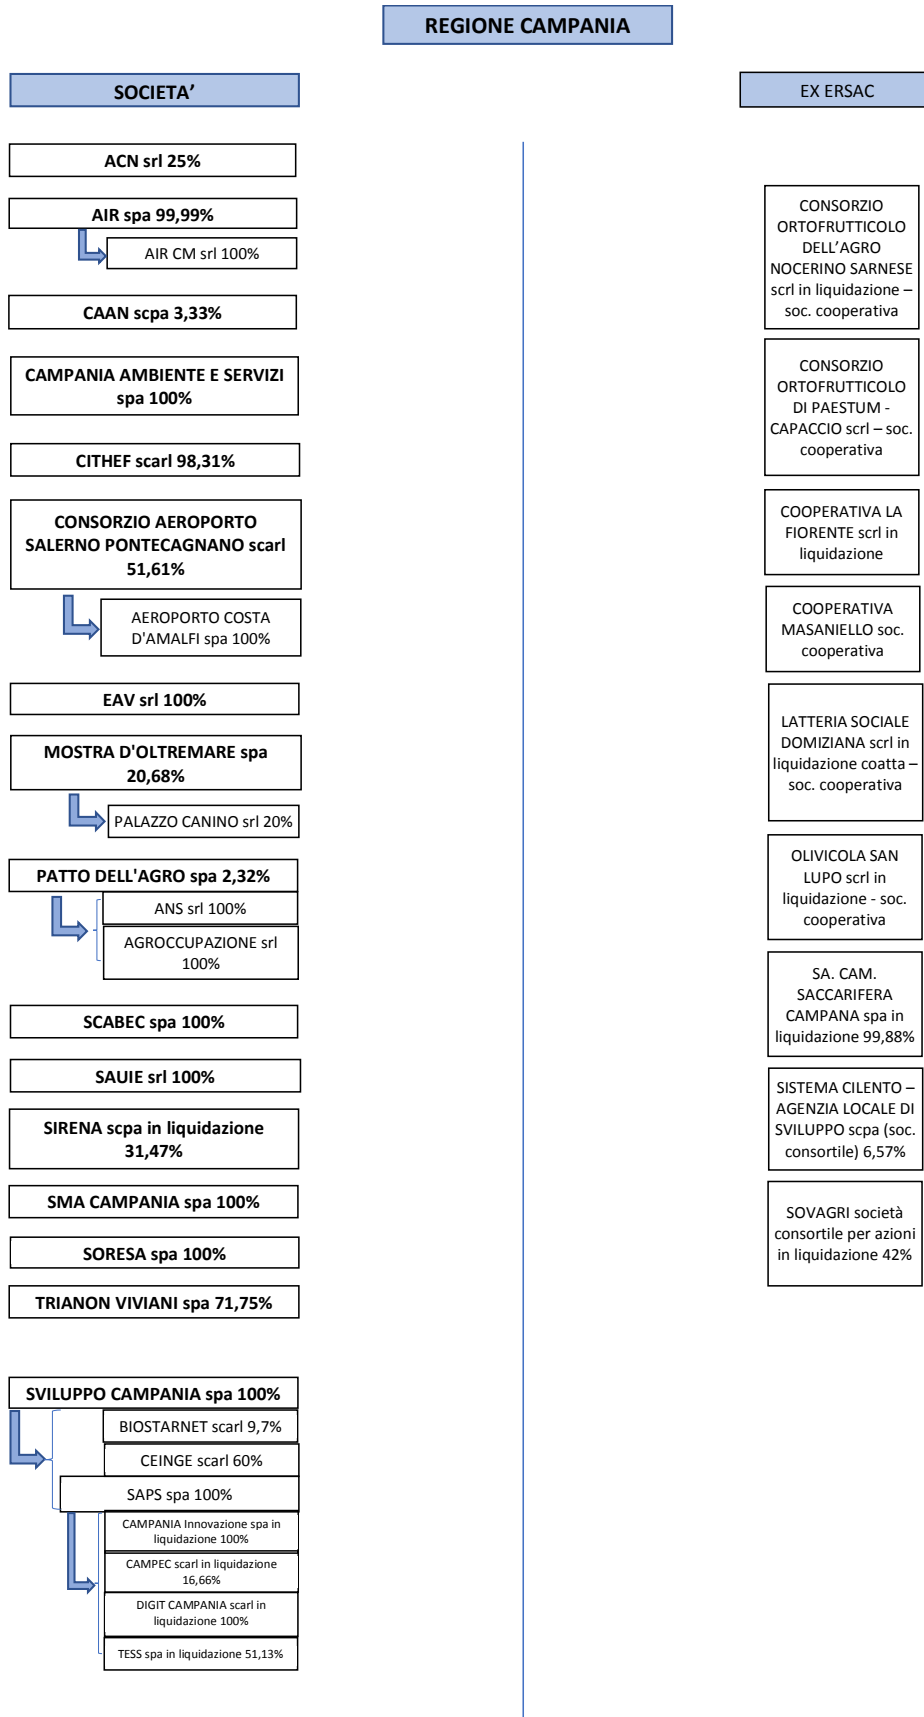 REGIONE CAMPANIA
SOCIETA’
ACN srl 25%
AIR spa 99,99%
AIR CM srl 100%
CAAN scpa 3,33%
CAMPANIA AMBIENTE E SERVIZI
spa 100%
CITHEF scarl 98,31%
CONSORZIO AEROPORTO
SALERNO PONTECAGNANO scarl
51,61%
AEROPORTO COSTA
D'AMALFI spa 100%
EAV srl 100%
MOSTRA D'OLTREMARE spa
20,68%
PALAZZO CANINO srl 20%
PATTO DELL'AGRO spa 2,32%
ANS srl 100%
AGROCCUPAZIONE srl
100%
SCABEC spa 100%
SAUIE srl 100%
SIRENA scpa in liquidazione
31,47%
SMA CAMPANIA spa 100%
SORESA spa 100%
TRIANON VIVIANI spa 71,75%
SVILUPPO CAMPANIA spa 100%
BIOSTARNET scarl 9,7%
CEINGE scarl 60%
SAPS spa 100%
CAMPANIA Innovazione spa in
liquidazione 100%
CAMPEC scarl in liquidazione
16,66%
DIGIT CAMPANIA scarl in
liquidazione 100%
TESS spa in liquidazione 51,13%
EX ERSAC
CONSORZIO
ORTOFRUTTICOLO
DELL’AGRO
NOCERINO SARNESE
scrl in liquidazione –
soc. cooperativa
CONSORZIO
ORTOFRUTTICOLO
DI PAESTUM -
CAPACCIO scrl – soc.
cooperativa
COOPERATIVA LA
FIORENTE scrl in
liquidazione
COOPERATIVA
MASANIELLO soc.
cooperativa
LATTERIA SOCIALE
DOMIZIANA scrl in
liquidazione coatta –
soc. cooperativa
OLIVICOLA SAN
LUPO scrl in
liquidazione - soc.
cooperativa
SA. CAM.
SACCARIFERA
CAMPANA spa in
liquidazione 99,88%
SISTEMA CILENTO –
AGENZIA LOCALE DI
SVILUPPO scpa (soc.
consortile) 6,57%
SOVAGRI società
consortile per azioni
in liquidazione 42%